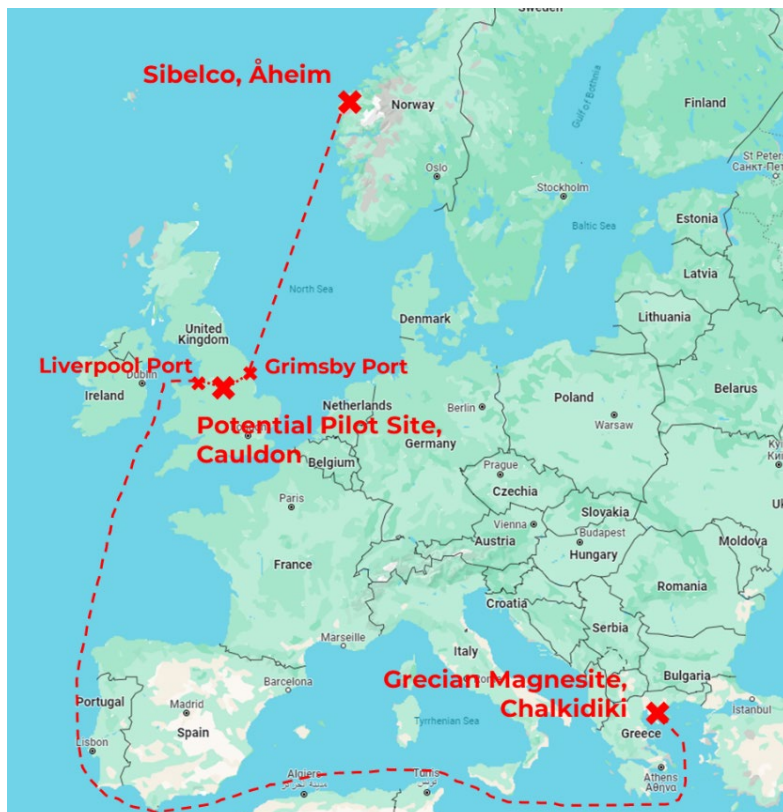 Sweden
Sibelco, Åheim
Norway
Finland
Gulf of Bothnia
Oslo
St Pete
Санкт-Пете
Stockholm
Estonia
Baltic Sea
Latvia
North Sea
Denmark
Lithuania
United
Kingdom
Liverpool Port
Grimsby Port
Dublin
Ireland
Belarus
Netherlands
Berlin
Poland
Warsaw
Potential Pilot Site,
Cauldon
Germany
Belgium
Prague
Czechia
Paris
Slovakia
Vienna
Austria
Budapest
Hungary
Moldova
France
Romania
Croatia
Serbia
Marseille
Italy
Bulgaria
Barcelona
Grecian Magnesite,
Chalkidiki
Istanbul
Portugal
Madrid
Spain
Tyrrhenian Sea
Greece
Lisbon
Athens
Αθήνα
Algiers
Tunis
تونس